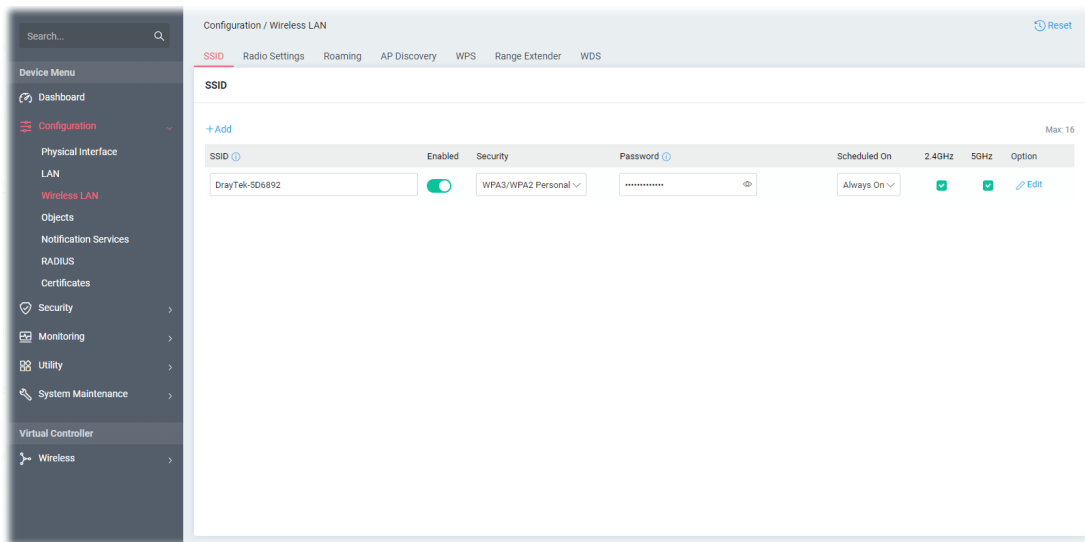 Search...
Device Menu
Dashboard
Configuration
Physical Interface
LAN
Wireless LAN
Objects
Notification Services
RADIUS
Certificates
Security
Monitoring
Utility
System Maintenance
Virtual Controller
Wireless
Configuration / Wireless LAN
Reset
SSID Radio Settings Roaming AP Discovery WPS Range Extender WDS
SSID
+Add
Max: 16
SSID Enabled Security Password Scheduled On 2.4GHz 5GHz Option
DrayTek-5D6892 WPA3/WPA2 Personal ••••••••••••• Always On Edit